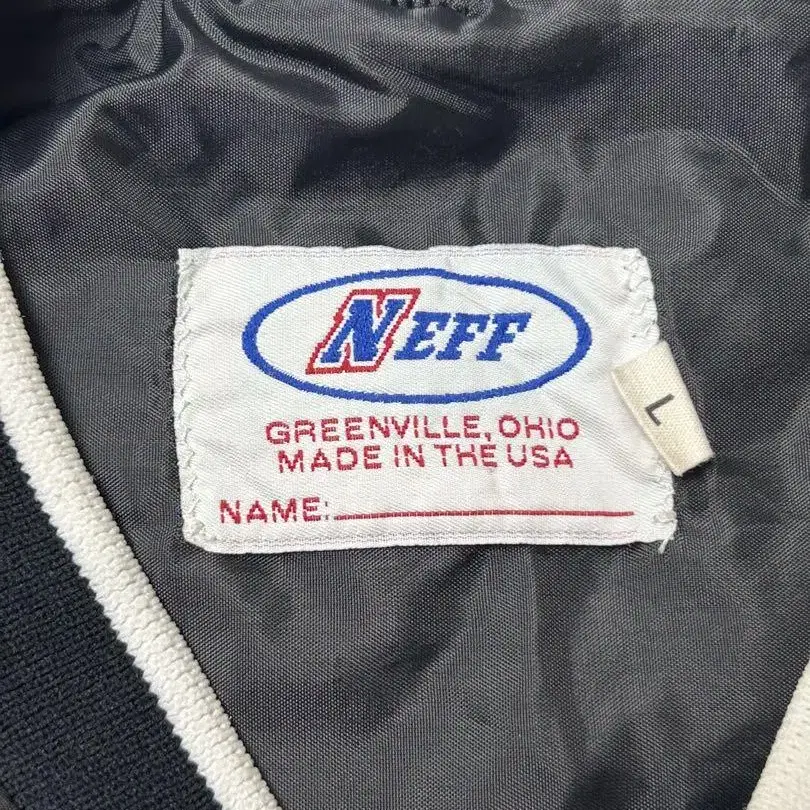 NEFF
GREENVILLE, OHIO
MADE IN THE USA
NAME:
L